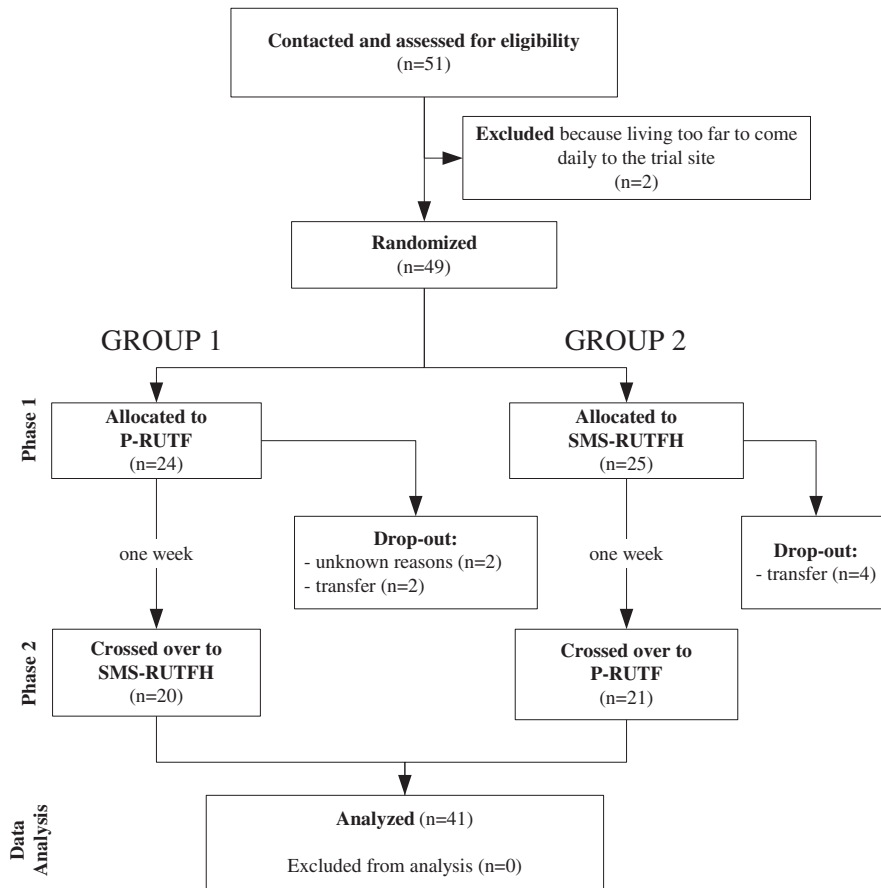 Contacted and assessed for eligibility
(n=51)
Excluded because living too far to come
daily to the trial site
(n=2)
Randomized
(n=49)
GROUP 1
GROUP 2
Phase 1
Allocated to
P-RUTF
(n=24)
Allocated to
SMS-RUTFH
(n=25)
one week
Drop-out:
- unknown reasons (n=2)
- transfer (n=2)
one week
Drop-out:
- transfer (n=4)
Phase 2
Crossed over to
SMS-RUTFH
(n=20)
Crossed over to
P-RUTF
(n=21)
Data
Analysis
Analyzed (n=41)
Excluded from analysis (n=0)